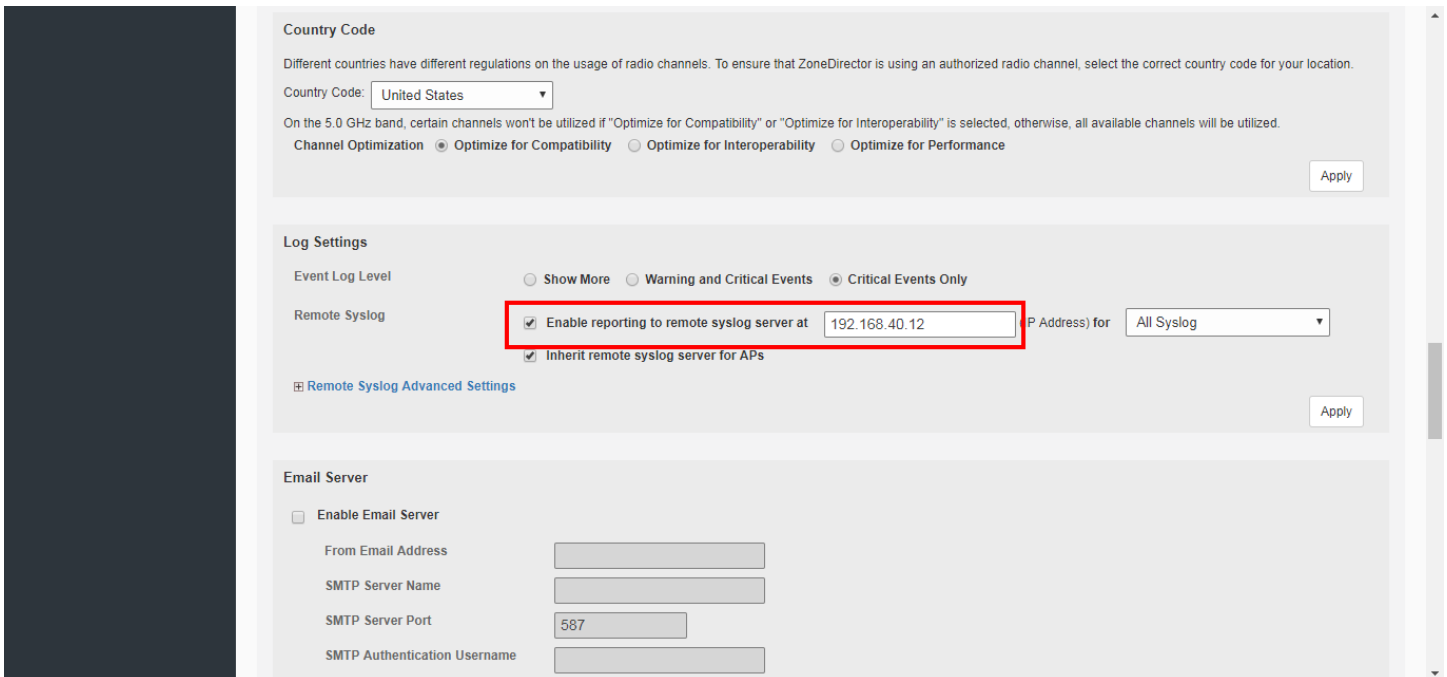 Country Code
Different countries have different regulations on the usage of radio channels. To ensure that ZoneDirector is using an authorized radio channel, select the correct country code for your location.
Country Code: United States
On the 5.0 GHz band, certain channels won't be utilized if "Optimize for Compatibility" or "Optimize for Interoperability" is selected, otherwise, all available channels will be utilized.
Channel Optimization Optimize for Compatibility Optimize for Interoperability Optimize for Performance
Apply
Log Settings
Event Log Level Show More Warning and Critical Events Critical Events Only
Remote Syslog Enable reporting to remote syslog server at 192.168.40.12 P Address) for All Syslog
Inherit remote syslog server for APs
Remote Syslog Advanced Settings
Apply
Email Server
Enable Email Server
From Email Address
SMTP Server Name
SMTP Server Port 587
SMTP Authentication Username